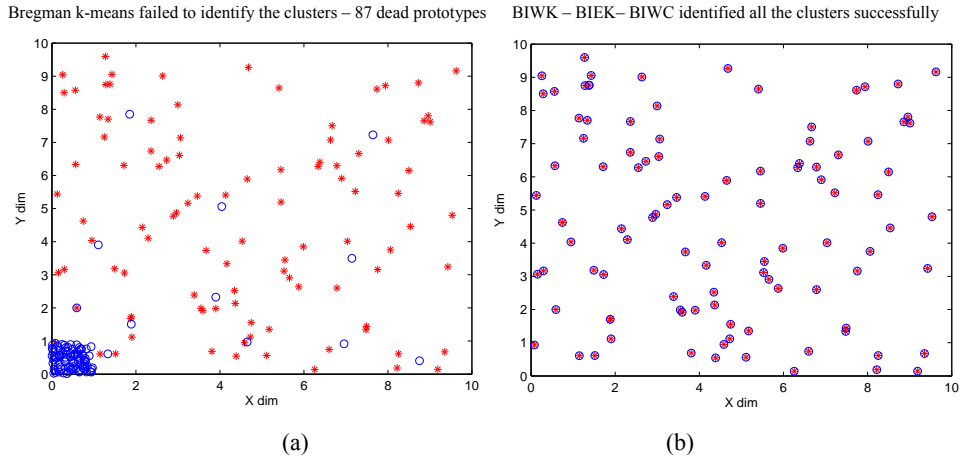 Bregman k-means failed to identify the clusters – 87 dead prototypes
10
9
8
7
6
5
4
3
2
1
0
Y dim
0 2 4 6 8 10
X dim
(a)
BIWK – BIEK– BIWC identified all the clusters successfully
10
9
8
7
6
5
4
3
2
1
0
Y dim
0 2 4 6 8 10
X dim
(b)